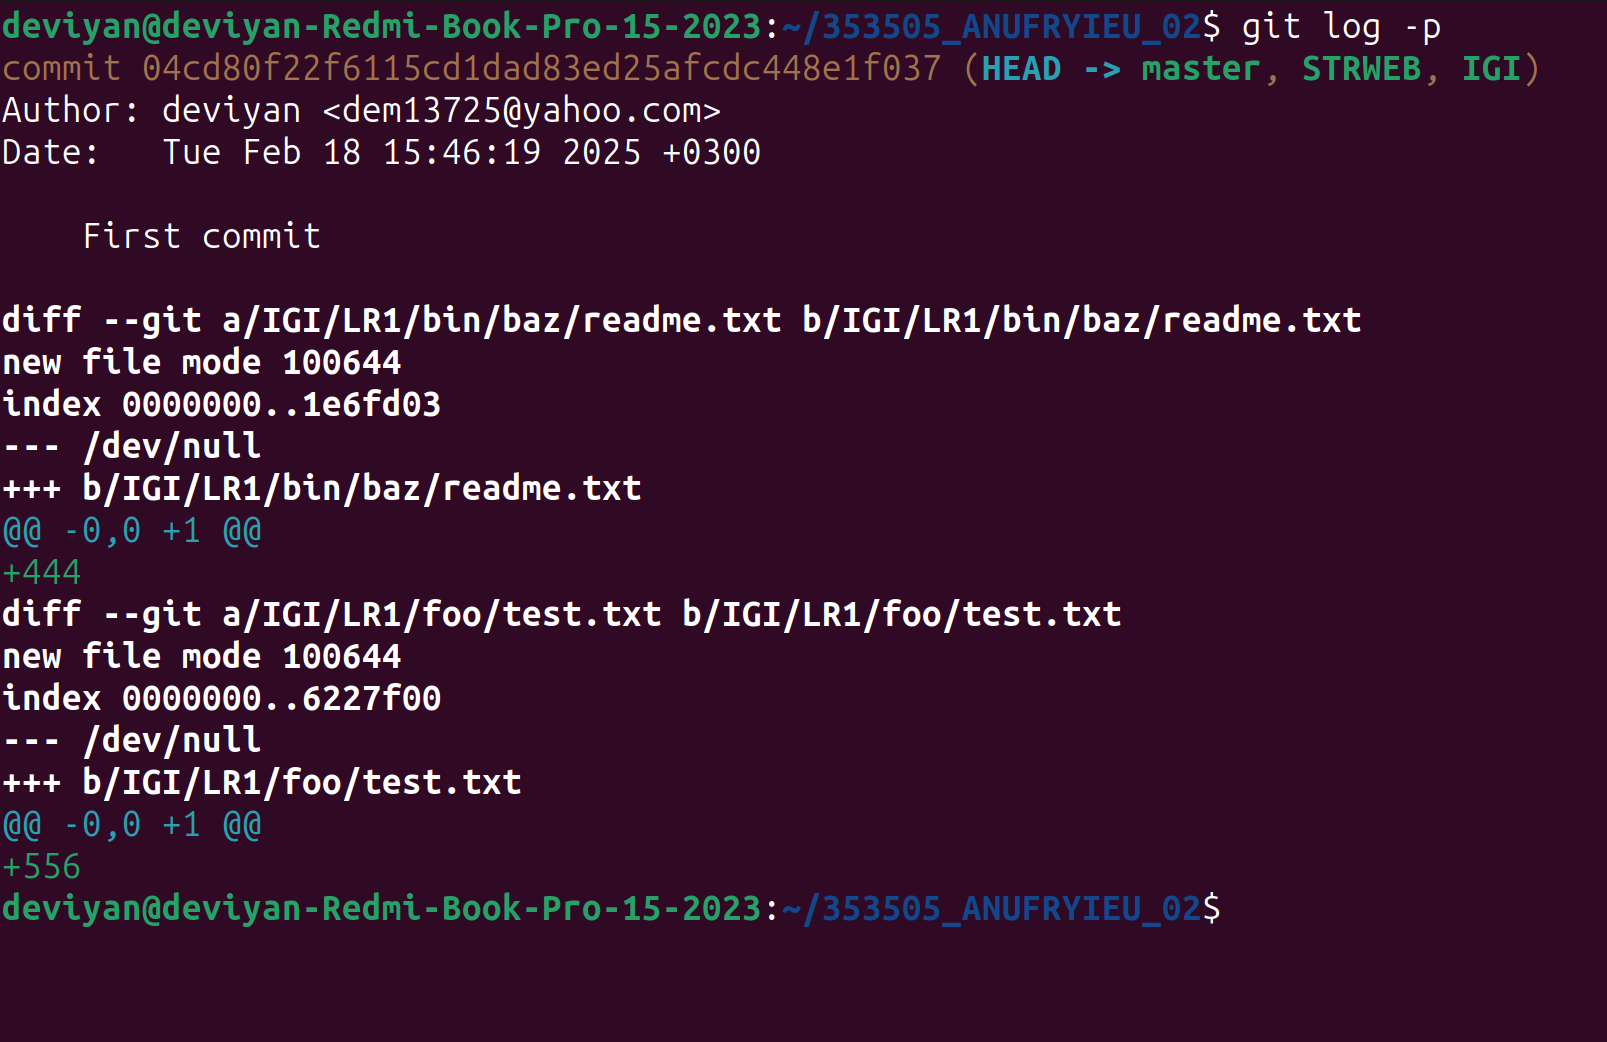 deviyan@deviyan-Redmi-Book-Pro-15-2023:~/353505_ANUFRYIEU_02$ git log -p
commit 04cd80f22f6115cd1dad83ed25afcdc448e1f037 (HEAD -> master, STRWEB, IGI)
Author: deviyan <dem13725@yahoo.com>
Date:   Tue Feb 18 15:46:19 2025 +0300

    First commit

diff --git a/IGI/LR1/bin/baz/readme.txt b/IGI/LR1/bin/baz/readme.txt
new file mode 100644
index 0000000..1e6fd03
--- /dev/null
+++ b/IGI/LR1/bin/baz/readme.txt
@@ -0,0 +1 @@
+444
diff --git a/IGI/LR1/foo/test.txt b/IGI/LR1/foo/test.txt
new file mode 100644
index 0000000..6227f00
--- /dev/null
+++ b/IGI/LR1/foo/test.txt
@@ -0,0 +1 @@
+556
deviyan@deviyan-Redmi-Book-Pro-15-2023:~/353505_ANUFRYIEU_02$